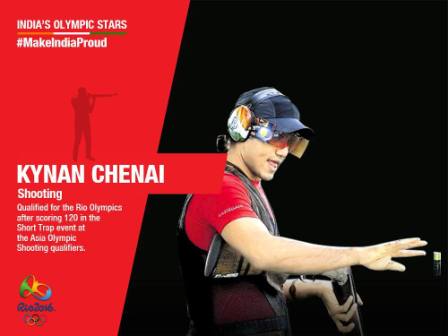 INDIA'S OLYMPIC STARS
#MakeIndiaProud
KYNAN CHENAI
Shooting
Qualified for the Rio Olympics
after scoring 120 in the
Short Trap event at
the Asia Olympic
Shooting qualifiers.
Rio2016